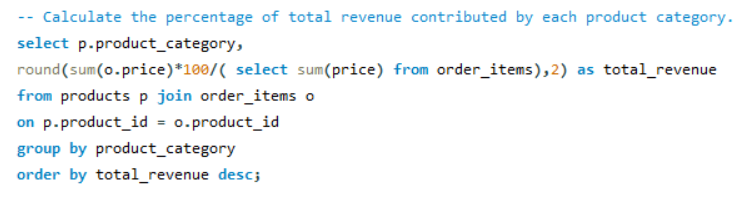 -- Calculate the percentage of total revenue contributed by each product category.
select p.product_category,
round(sum(o.price)*100/( select sum(price) from order_items),2) as total_revenue
from products p join order_items o
on p.product_id = o.product_id
group by product_category
order by total_revenue desc;